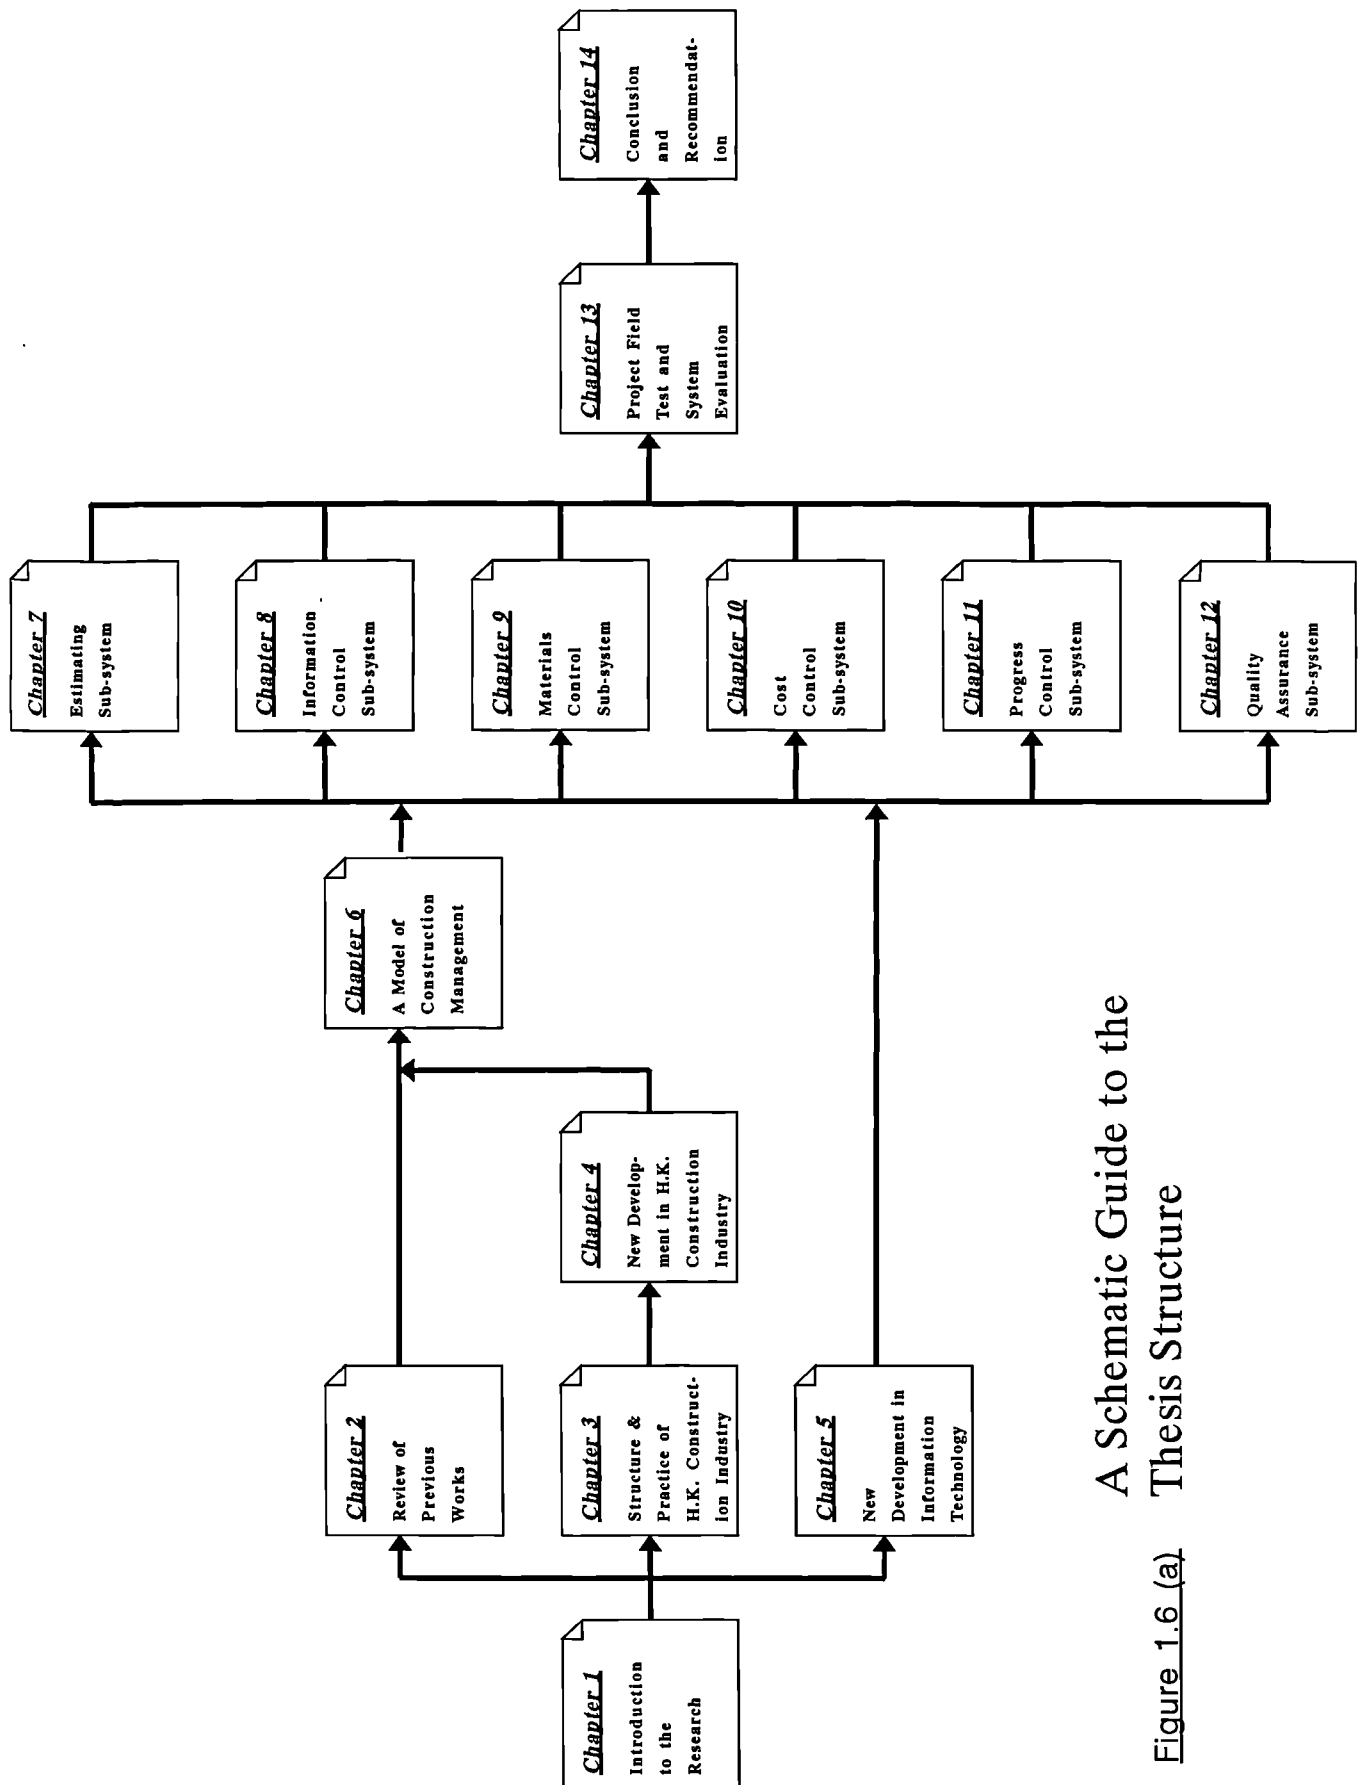 Chapter 1
Introduction
to the
Research
Chapter 2
Review of
Previous
Works
Chapter 3
Structure &
Practice of
H.K. Construct-
ion Industry
Chapter 5
New
Development in
Information
Technology
Chapter 4
New Develop-
ment in H.K.
Construction
Industry
Chapter 6
A Model of
Construction
Management
Chapter 7
Estimating
Sub-system
Chapter 8
Information
Control
Sub-system
Chapter 9
Materials
Control
Sub-system
Chapter 10
Cost
Control
Sub-system
Chapter 11
Progress
Control
Sub-system
Chapter 12
Quality
Assurance
Sub-system
Chapter 13
Project Field
Test and
System
Evaluation
Chapter 14
Conclusion
and
Recommendat-
ion
Figure 1.6 (a) A Schematic Guide to the
Thesis Structure